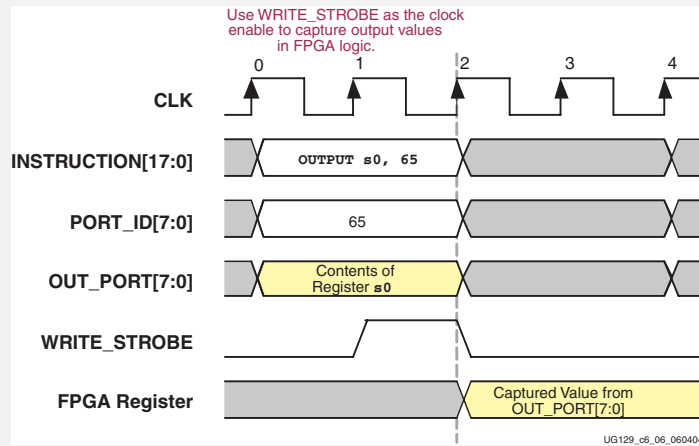 Use WRITE_STROBE as the clock
enable to capture output values
in FPGA logic.
0 1 2 3 4
CLK
INSTRUCTION[17:0] OUTPUT s0, 65
PORT_ID[7:0] 65
OUT_PORT[7:0] Contents of
Register s0
WRITE_STROBE
FPGA Register Captured Value from
OUT_PORT[7:0]